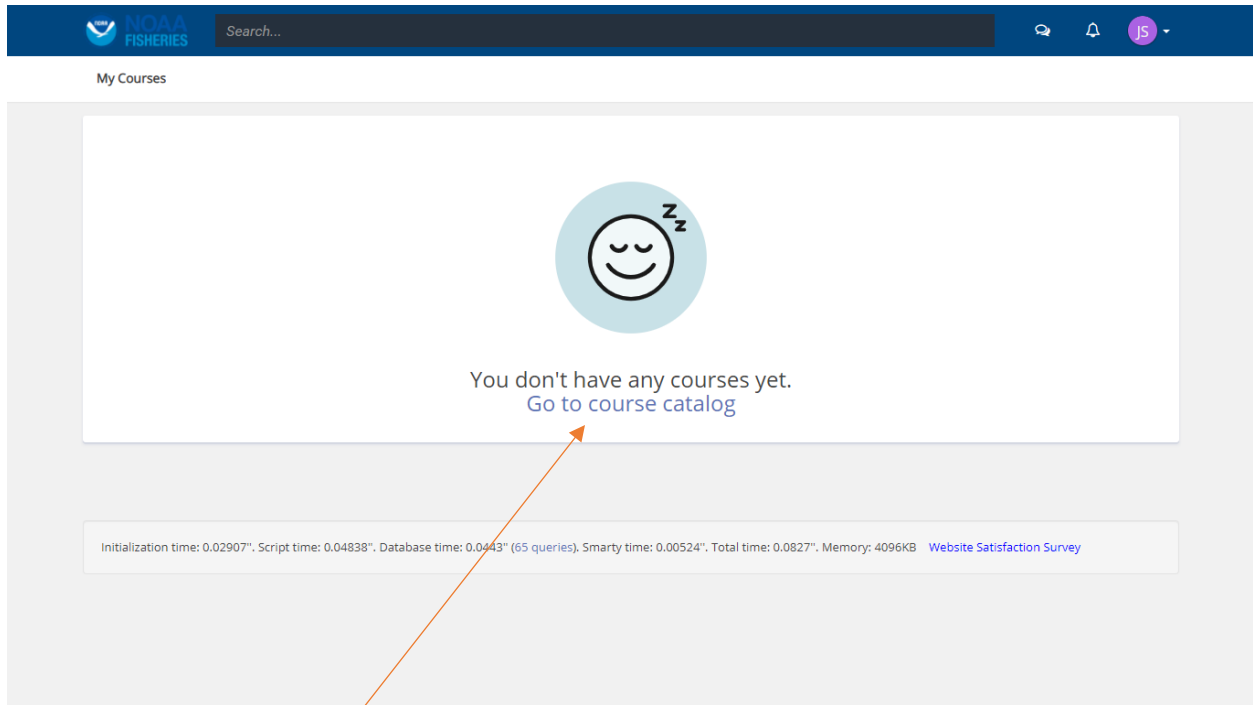 NOAA
NOAA
FISHERIES
Search...
JS
My Courses
Z
Z
You don't have any courses yet.
Go to course catalog
Initialization time: 0.02907". Script time: 0.04838". Database time: 0.0443" (65 queries). Smarty time: 0.00524". Total time: 0.0827". Memory: 4096KB Website Satisfaction Survey